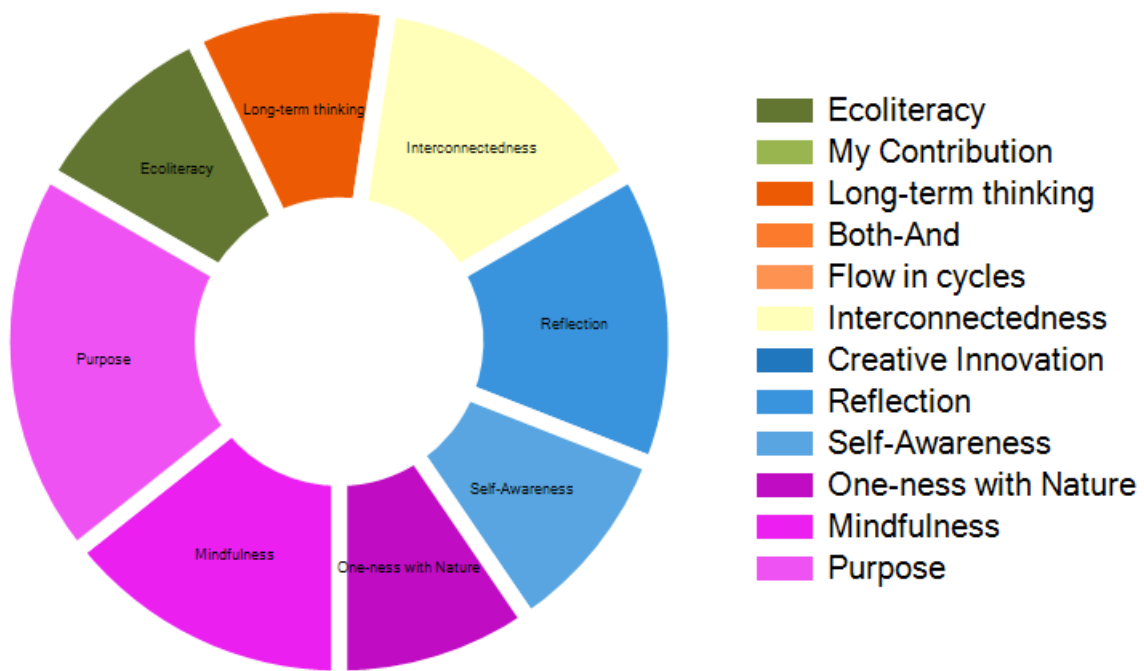 Long-term thinking
Interconnectedness
Ecoliteracy
Reflection
Purpose
Self-Awareness
Mindfulness
One-ness with Nature
Ecoliteracy
My Contribution
Long-term thinking
Both-And
Flow in cycles
Interconnectedness
Creative Innovation
Reflection
Self-Awareness
One-ness with Nature
Mindfulness
Purpose